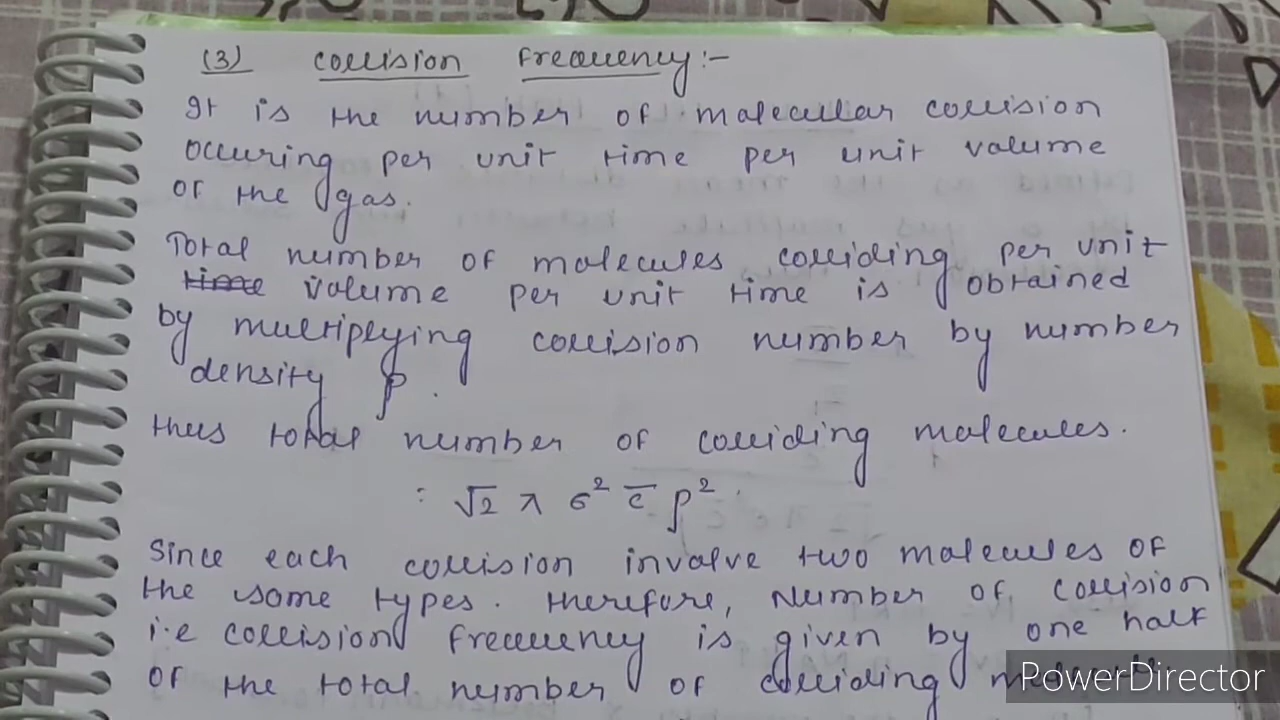 (3) Collision Frequency:-
It is the number of molecular collision
occuring per unit time per unit volume
of the gas.
Total number of molecules colliding per unit
time volume per unit time is obtained
by multiplying collision number by number
density ρ.
thus total number of colliding molecules.
: √2 π σ² c̅ ρ²
Since each collision involve two molecules of
the same types. therefore, Number of collision
i.e collision frequency is given by one half
of the total number of colliding
PowerDirector